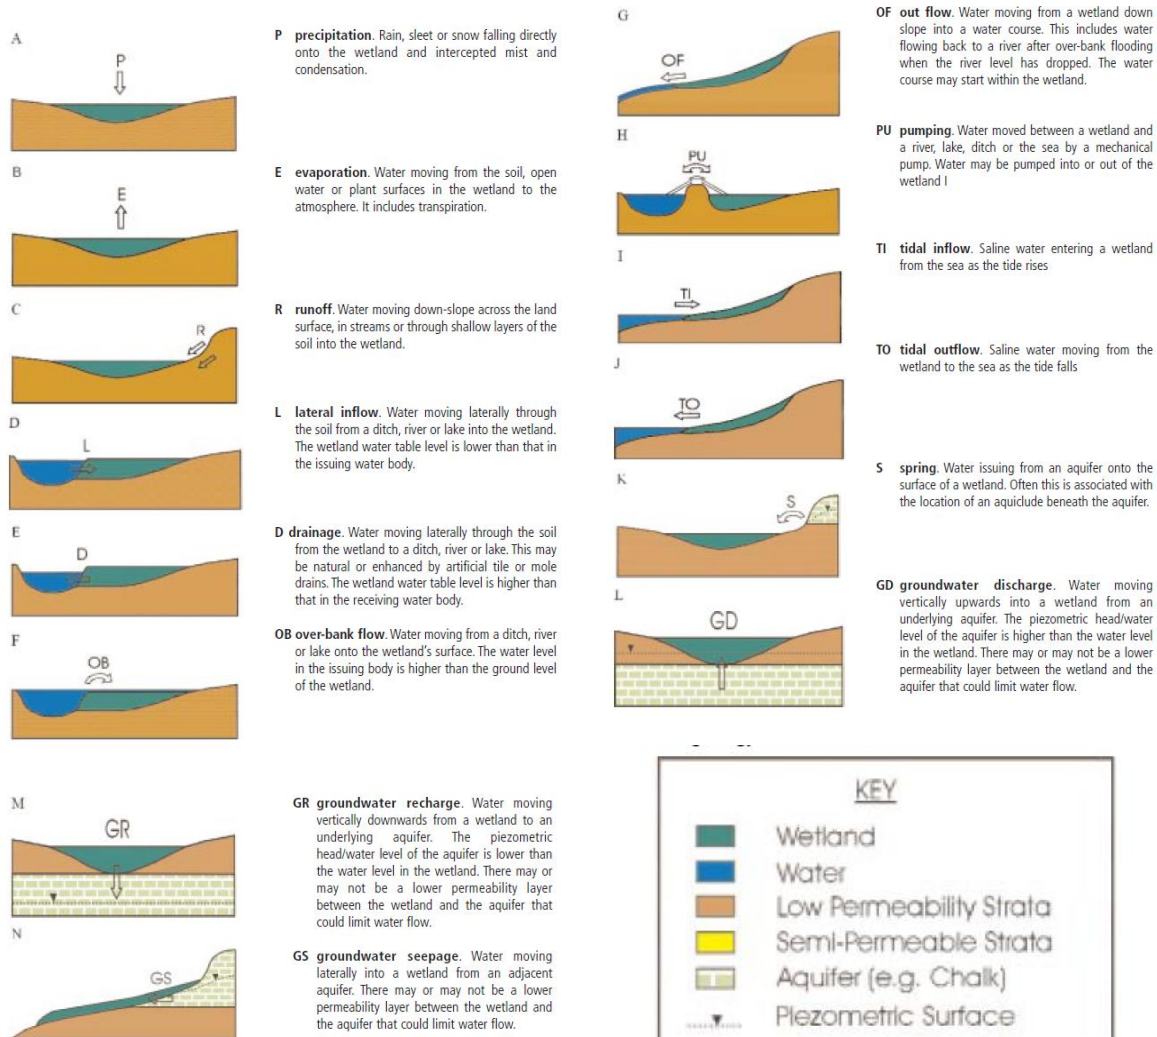 A
P
P precipitation. Rain, sleet or snow falling directly
onto the wetland and intercepted mist and
condensation.
B
E
E evaporation. Water moving from the soil, open
water or plant surfaces in the wetland to the
atmosphere. It includes transpiration.
C
R
R runoff. Water moving down-slope across the land
surface, in streams or through shallow layers of the
soil into the wetland.
D
L
L lateral inflow. Water moving laterally through
the soil from a ditch, river or lake into the wetland.
The wetland water table level is lower than that in
the issuing water body.
E
D
D drainage. Water moving laterally through the soil
from the wetland to a ditch, river or lake. This may
be natural or enhanced by artificial tile or mole
drains. The wetland water table level is higher than
that in the receiving water body.
F
OB
OB over-bank flow. Water moving from a ditch, river
or lake onto the wetland's surface. The water level
in the issuing body is higher than the ground level
of the wetland.
M
GR
GR groundwater recharge. Water moving
vertically downwards from a wetland to an
underlying aquifer. The piezometric
head/water level of the aquifer is lower than
the water level in the wetland. There may or
may not be a lower permeability layer
between the wetland and the aquifer that
could limit water flow.
N
GS
GS groundwater seepage. Water moving
laterally into a wetland from an adjacent
aquifer. There may or may not be a lower
permeability layer between the wetland and
the aquifer that could limit water flow.
G
OF
OF out flow. Water moving from a wetland down
slope into a water course. This includes water
flowing back to a river after over-bank flooding
when the river level has dropped. The water
course may start within the wetland.
H
PU
PU pumping. Water moved between a wetland and
a river, lake, ditch or the sea by a mechanical
pump. Water may be pumped into or out of the
wetland l
I
TI
TI tidal inflow. Saline water entering a wetland
from the sea as the tide rises
J
TO
TO tidal outflow. Saline water moving from the
wetland to the sea as the tide falls
K
S
S spring. Water issuing from an aquifer onto the
surface of a wetland. Often this is associated with
the location of an aquiclude beneath the aquifer.
L
GD
GD groundwater discharge. Water moving
vertically upwards into a wetland from an
underlying aquifer. The piezometric head/water
level of the aquifer is higher than the water level
in the wetland. There may or may not be a lower
permeability layer between the wetland and the
aquifer that could limit water flow.
KEY
Wetland
Water
Low Permeability Strata
Semi-Permeable Strata
Aquifer (e.g. Chalk)
Piezometric Surface